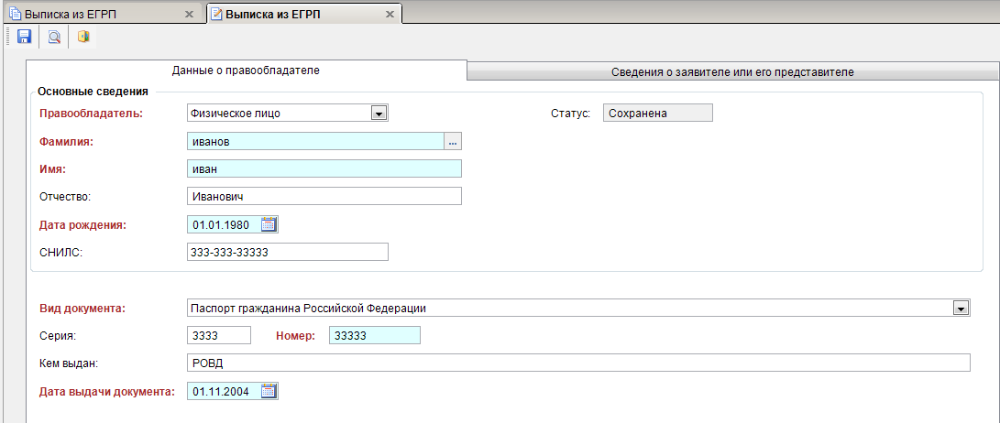 Выписка из ЕГРП
Выписка из ЕГРП
Данные о правообладателе
Сведения о заявителе или его представителе
Основные сведения
Правообладатель: Физическое лицо Статус: Сохранена
Фамилия: иванов ...
Имя: иван
Отчество: Иванович
Дата рождения: 01.01.1980
СНИЛС: 333-333-33333
Вид документа: Паспорт гражданина Российской Федерации
Серия: 3333 Номер: 33333
Кем выдан: РОВД
Дата выдачи документа: 01.11.2004